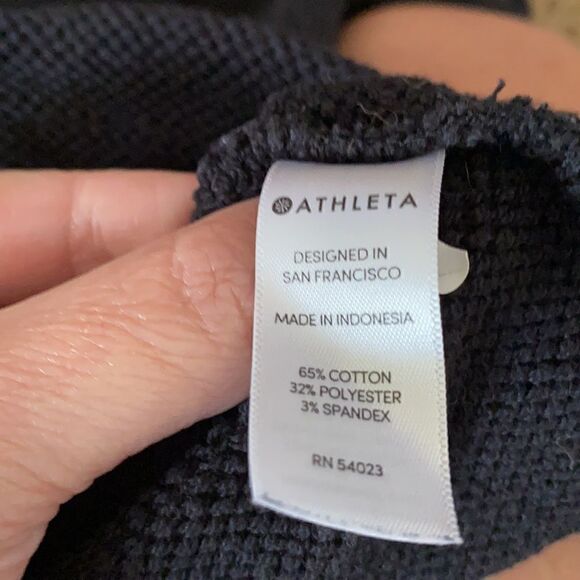 ATHLETA
DESIGNED IN
SAN FRANCISCO
MADE IN INDONESIA
65% COTTON
32% POLYESTER
3% SPANDEX
RN 54023